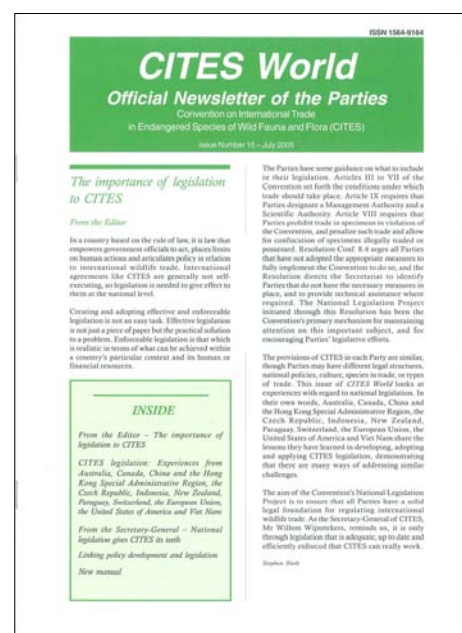 ISSN 1564-9164
CITES World
Official Newsletter of the Parties
Convention on International Trade
in Endangered Species of Wild Fauna and Flora (CITES)
Issue Number 15 – July 2005
The importance of legislation
to CITES
From the Editor
In a country based on the rule of law, it is law that
empowers government officials to act, places limits
on human actions and articulates policy in relation
to international wildlife trade. International
agreements like CITES are generally not self-
executing, so legislation is needed to give effect to
them at the national level.
Creating and adopting effective and enforceable
legislation is not an easy task. Effective legislation
is not just a piece of paper but the practical solution
to a problem. Enforceable legislation is that which
is realistic in terms of what can be achieved within
a country's particular context and its human or
financial resources.
INSIDE
From the Editor – The importance of
legislation to CITES
CITES legislation: Experiences from
Australia, Canada, China and the Hong
Kong Special Administrative Region, the
Czech Republic, Indonesia, New Zealand,
Paraguay, Switzerland, the European Union,
the United States of America and Viet Nam
From the Secretary-General – National
legislation gives CITES its teeth
Linking policy development and legislation
New manual
The Parties have some guidance on what to include
in their legislation. Articles III to VII of the
Convention set forth the conditions under which
trade should take place. Article IX requires that
Parties designate a Management Authority and a
Scientific Authority. Article VIII requires that
Parties prohibit trade in specimens in violation of
the Convention, and penalize such trade and allow
for confiscation of specimens illegally traded or
possessed. Resolution Conf. 8.4 urges all Parties
that have not adopted the appropriate measures to
fully implement the Convention to do so, and the
Resolution directs the Secretariat to identify
Parties that do not have the necessary measures in
place, and to provide technical assistance where
required. The National Legislation Project
initiated through this Resolution has been the
Convention's primary mechanism for maintaining
attention on this important subject, and for
encouraging Parties' legislative efforts.
The provisions of CITES in each Party are similar,
though Parties may have different legal structures,
national policies, culture, species in trade, or types
of trade. This issue of CITES World looks at
experiences with regard to national legislation. In
their own words, Australia, Canada, China and
the Hong Kong Special Administrative Region, the
Czech Republic, Indonesia, New Zealand,
Paraguay, Switzerland, the European Union, the
United States of America and Viet Nam share the
lessons they have learned in developing, adopting
and applying CITES legislation, demonstrating
that there are many ways of addressing similar
challenges.
The aim of the Convention's National Legislation
Project is to ensure that all Parties have a solid
legal foundation for regulating international
wildlife trade. As the Secretary-General of CITES,
Mr Willem Wijnstekers, reminds us, it is only
through legislation that is adequate, up to date and
efficiently enforced that CITES can really work.
Stephen Nash